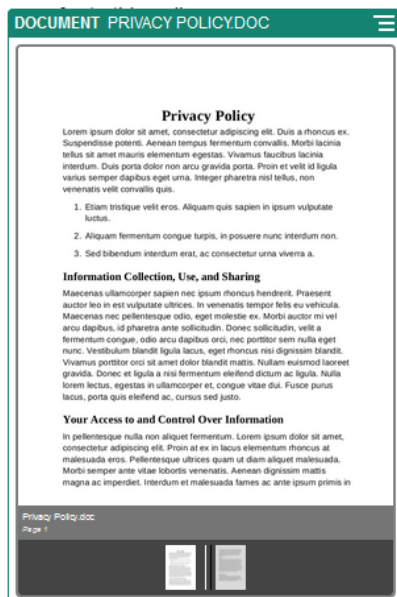 DOCUMENT PRIVACY POLICY.DOC
Privacy Policy
Lorem ipsum dolor sit amet, consectetur adipiscing elit. Duis a rhoncus ex.
Suspendisse potenti. Aenean tempus fermentum convallis. Morbi lacinia
tellus sit amet mauris elementum egestas. Vivamus faucibus lacinia
interdum. Duis porta dolor non arcu gravida porta. Proin et velit id ligula
varius semper dapibus eget urna. Integer pharetra nisl tellus, non
venenatis velit convallis quis.
1. Etiam tristique velit eros. Aliquam quis sapien in ipsum vulputate
luctus.
2. Aliquam fermentum congue turpis, in posuere nunc interdum non.
3. Sed bibendum interdum erat, ac consectetur urna viverra a.
Information Collection, Use, and Sharing
Maecenas ullamcorper sapien nec ipsum rhoncus hendrerit. Praesent
auctor leo in est vulputate ultrices. In venenatis tempor felis eu vehicula.
Maecenas nec pellentesque odio, eget molestie ex. Morbi auctor mi vel
arcu dapibus, id pharetra ante sollicitudin. Donec sollicitudin, velit a
fermentum congue, odio arcu dapibus orci, nec porttitor sem nulla eget
nunc. Vestibulum blandit ligula lacus, eget rhoncus nisi dignissim blandit.
Vivamus porttitor orci sit amet dolor blandit mattis. Nullam euismod laoreet
gravida. Donec et ligula a nisi fermentum eleifend dictum ac ligula. Nulla
lorem lectus, egestas in ullamcorper et, congue vitae dui. Fusce purus
lacus, porta quis eleifend ac, cursus sed justo.
Your Access to and Control Over Information
In pellentesque nulla non aliquet fermentum. Lorem ipsum dolor sit amet,
consectetur adipiscing elit. Proin at ex in lacus elementum rhoncus at
malesuada eros. Pellentesque ultrices quam ut diam aliquet malesuada.
Morbi semper ante vitae lobortis venenatis. Aenean dignissim mattis
magna ac imperdiet. Interdum et malesuada fames ac ante ipsum primis in
Privacy Policy.doc
Page 1